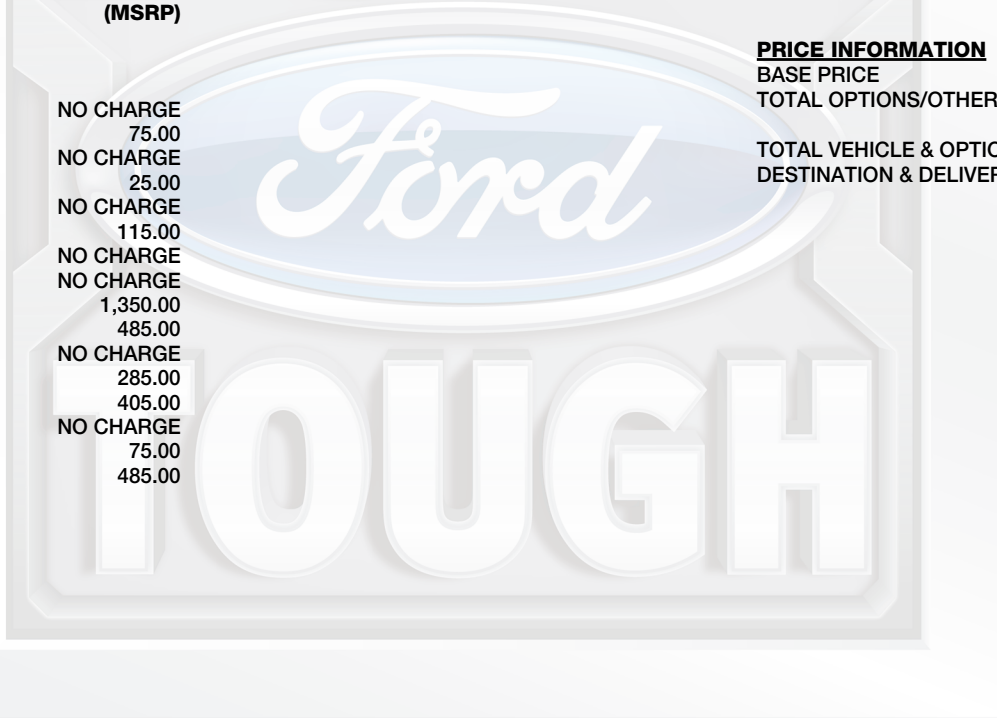 (MSRP)
NO CHARGE
75.00
NO CHARGE
25.00
NO CHARGE
115.00
NO CHARGE
NO CHARGE
1,350.00
485.00
NO CHARGE
285.00
405.00
NO CHARGE
75.00
485.00
PRICE INFORMATION
BASE PRICE
TOTAL OPTIONS/OTHER
TOTAL VEHICLE & OPTIO
DESTINATION & DELIVER
Ford
TOUGH